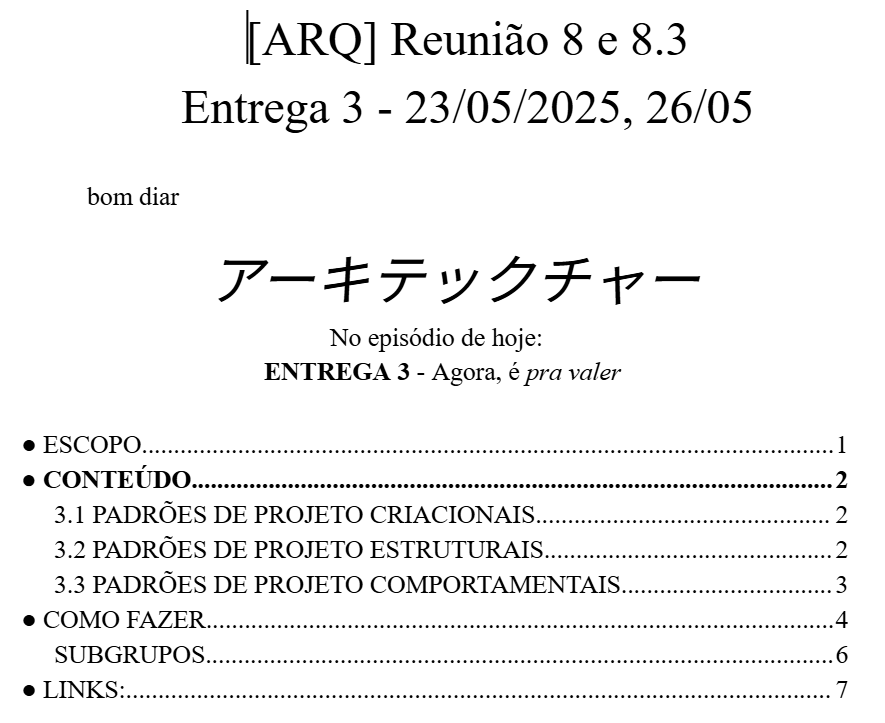 [ARQ] Reunião 8 e 8.3
Entrega 3 - 23/05/2025, 26/05
bom diar
アーキテックチャー
No episódio de hoje:
ENTREGA 3 - Agora, é pra valer
● ESCOPO....................................................................................................1
● CONTEÚDO.............................................................................................2
3.1 PADRÕES DE PROJETO CRIACIONAIS............................................. 2
3.2 PADRÕES DE PROJETO ESTRUTURAIS............................................2
3.3 PADRÕES DE PROJETO COMPORTAMENTAIS................................ 3
● COMO FAZER..........................................................................................4
SUBGRUPOS..........................................................................................6
● LINKS:...................................................................................................... 7